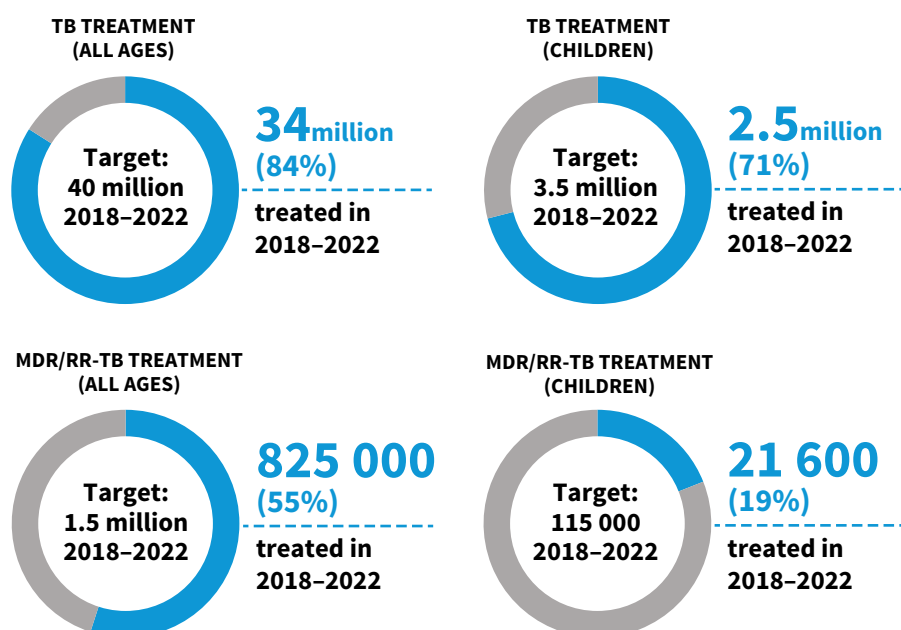 TB TREATMENT
(ALL AGES)
Target:
40 million
2018–2022
34million
(84%)
treated in
2018–2022
TB TREATMENT
(CHILDREN)
Target:
3.5 million
2018–2022
2.5million
(71%)
treated in
2018–2022
MDR/RR-TB TREATMENT
(ALL AGES)
Target:
1.5 million
2018–2022
825 000
(55%)
treated in
2018–2022
MDR/RR-TB TREATMENT
(CHILDREN)
Target:
115 000
2018–2022
21 600
(19%)
treated in
2018–2022